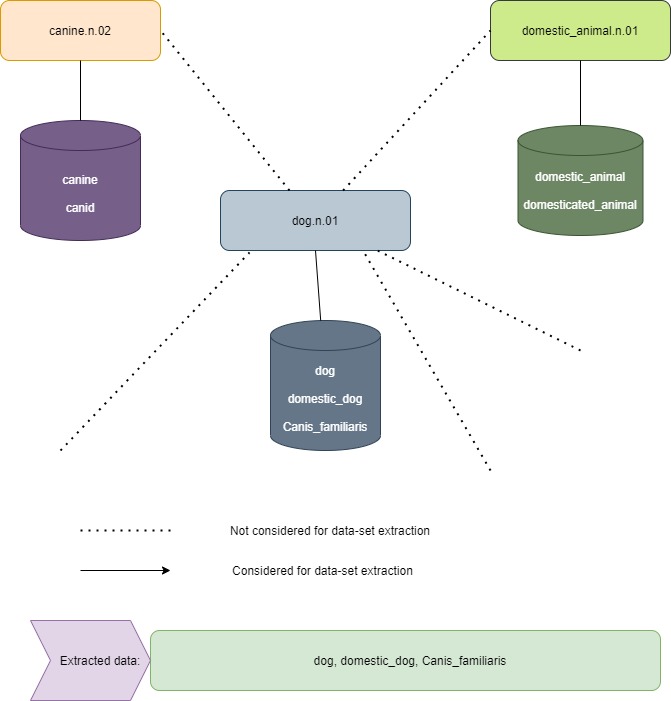 canine.n.02
domestic_animal.n.01
canine
canid
domestic_animal
domesticated_animal
dog.n.01
dog
domestic_dog
Canis_familiaris
Not considered for data-set extraction
Considered for data-set extraction
Extracted data:
dog, domestic_dog, Canis_familiaris